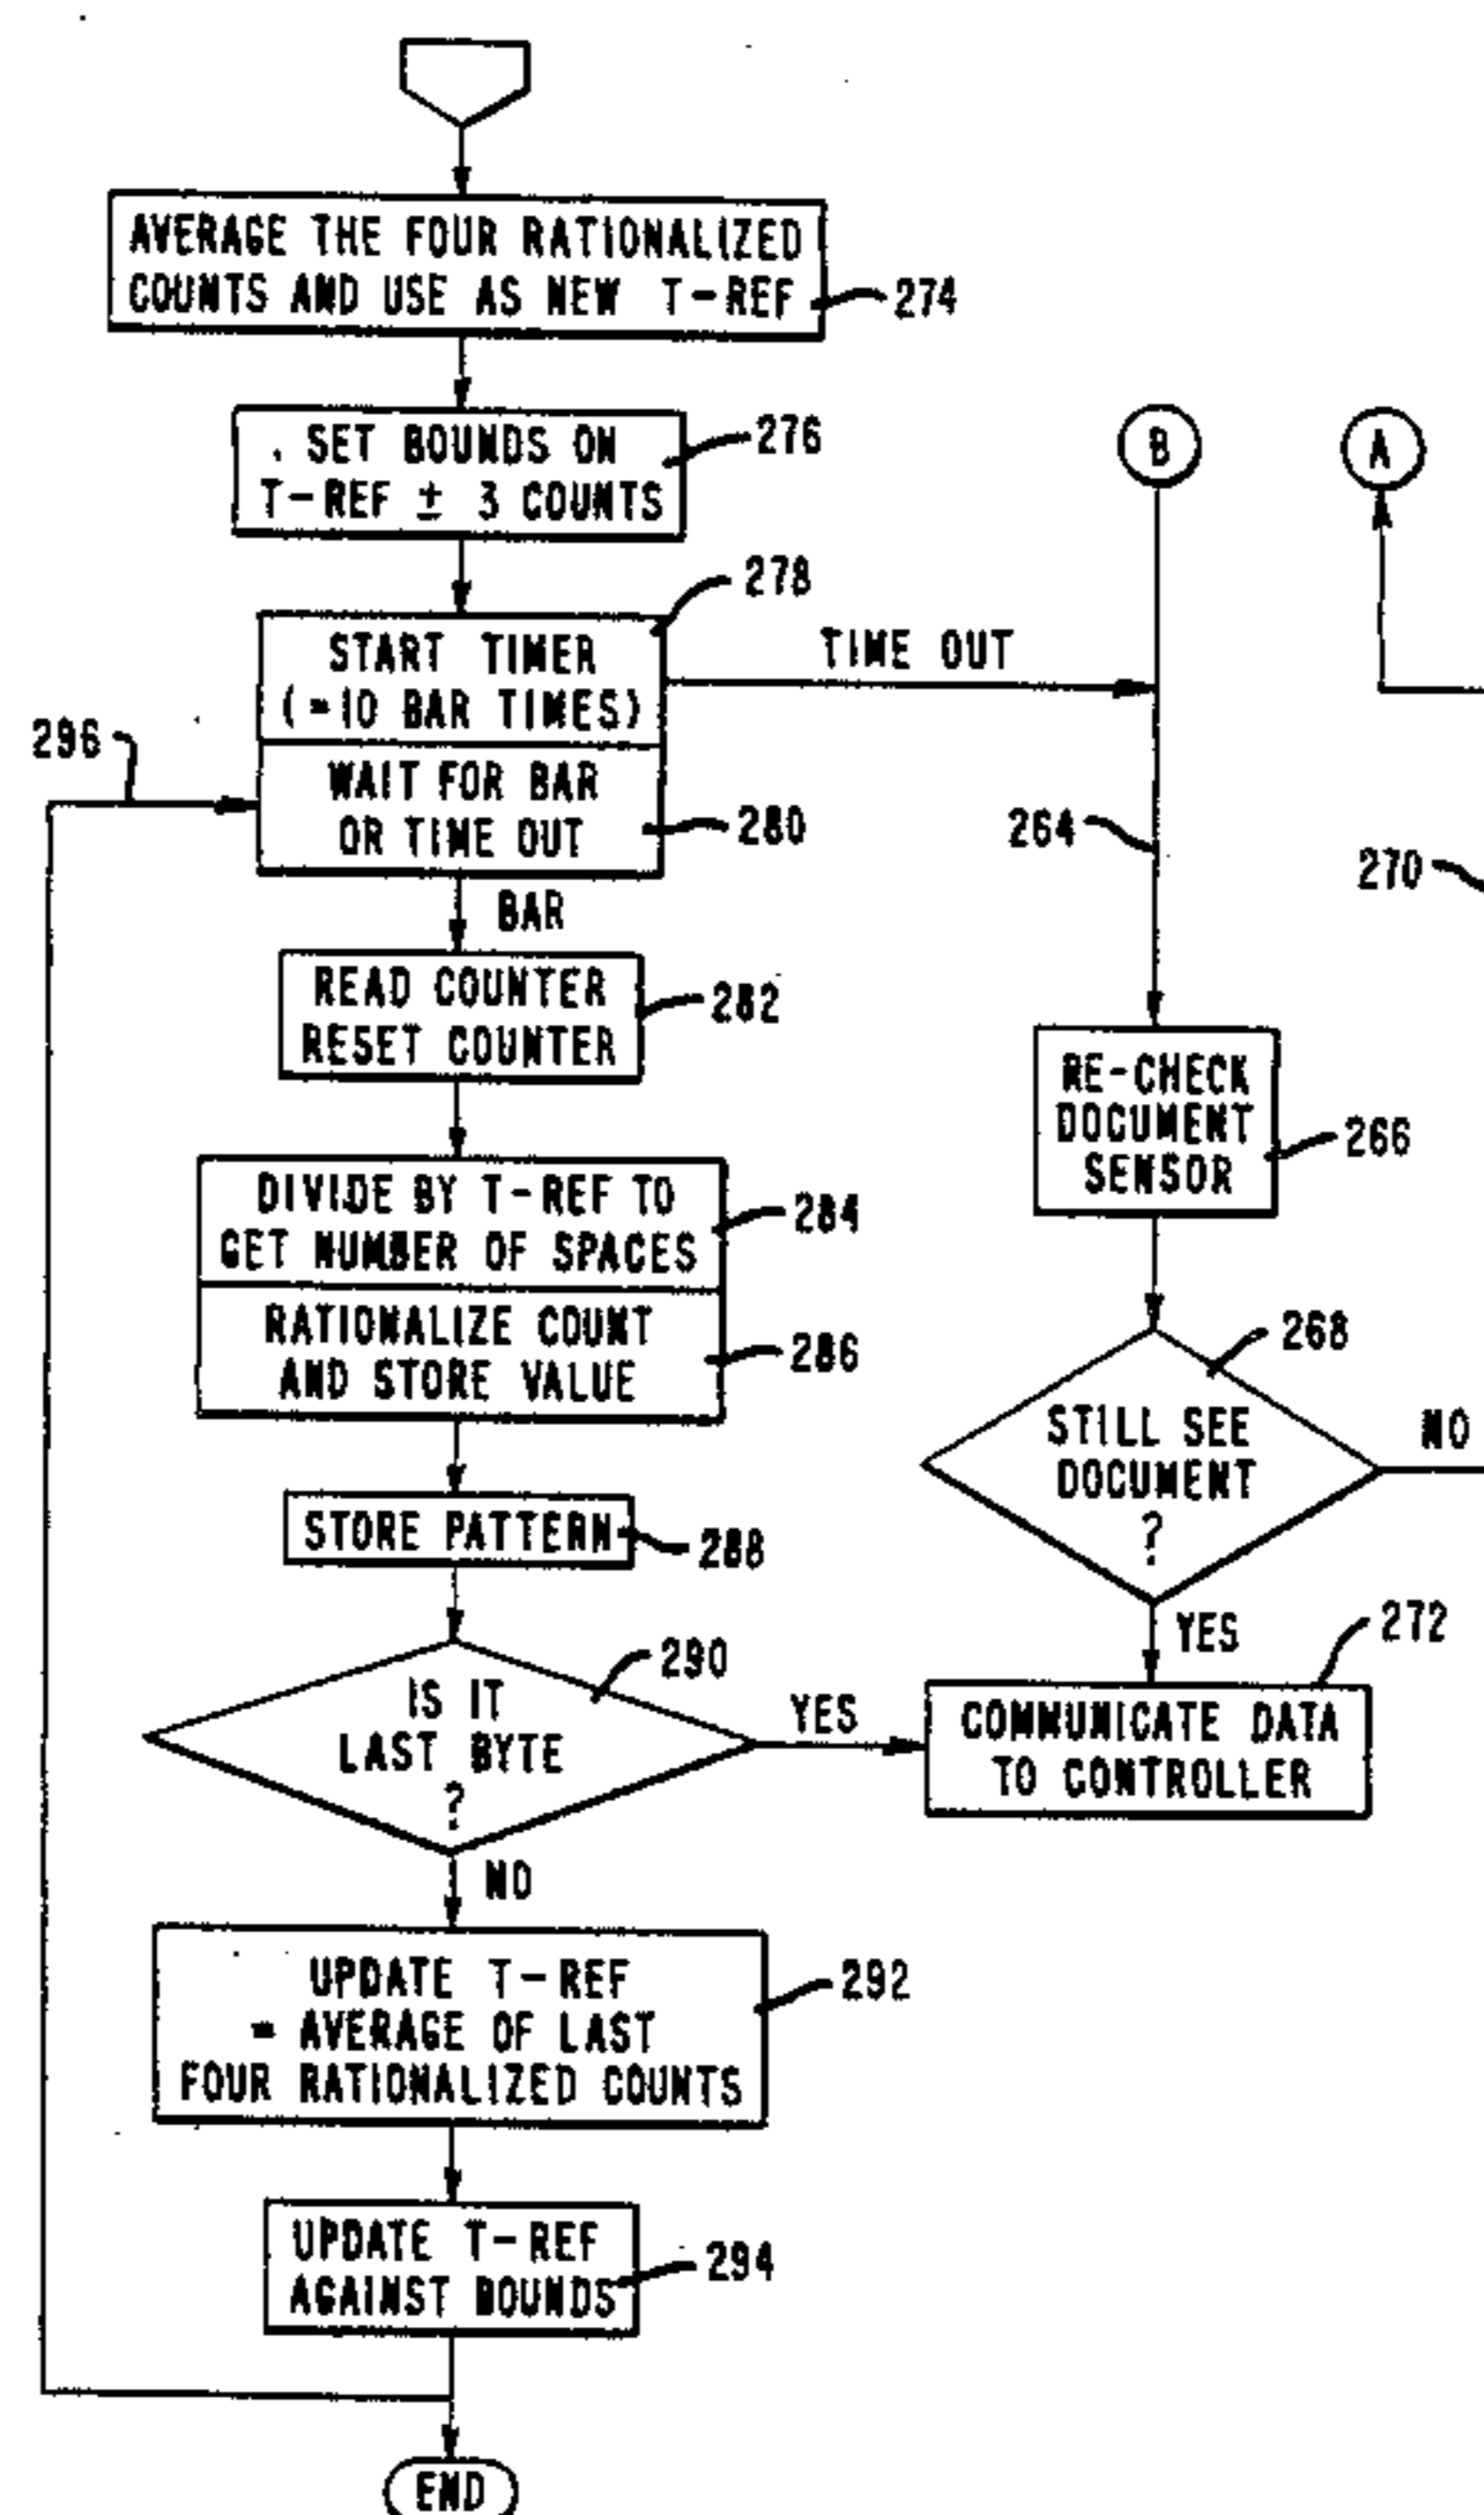 AVERAGE THE FOUR RATIONALIZED
COUNTS AND USE AS NEW T-REF
274
. SET BOUNDS ON
T-REF ± 3 COUNTS
276
B
A
START TIMER
(=10 BAR TIMES)
278
TIME OUT
296
WAIT FOR BAR
OR TIME OUT
280
264
270
BAR
READ COUNTER
RESET COUNTER
282
RE-CHECK
DOCUMENT
SENSOR
266
DIVIDE BY T-REF TO
GET NUMBER OF SPACES
284
RATIONALIZE COUNT
AND STORE VALUE
286
268
STILL SEE
DOCUMENT
?
NO
STORE PATTERN
288
YES
272
IS IT
LAST BYTE
?
290
YES
COMMUNICATE DATA
TO CONTROLLER
NO
UPDATE T-REF
= AVERAGE OF LAST
FOUR RATIONALIZED COUNTS
292
UPDATE T-REF
AGAINST BOUNDS
294
END